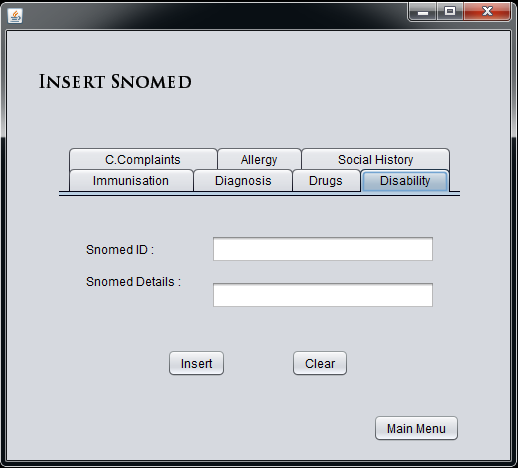 INSERT SNOMED
C.Complaints Allergy Social History
Immunisation Diagnosis Drugs Disability
Snomed ID :
Snomed Details :
Insert Clear
Main Menu